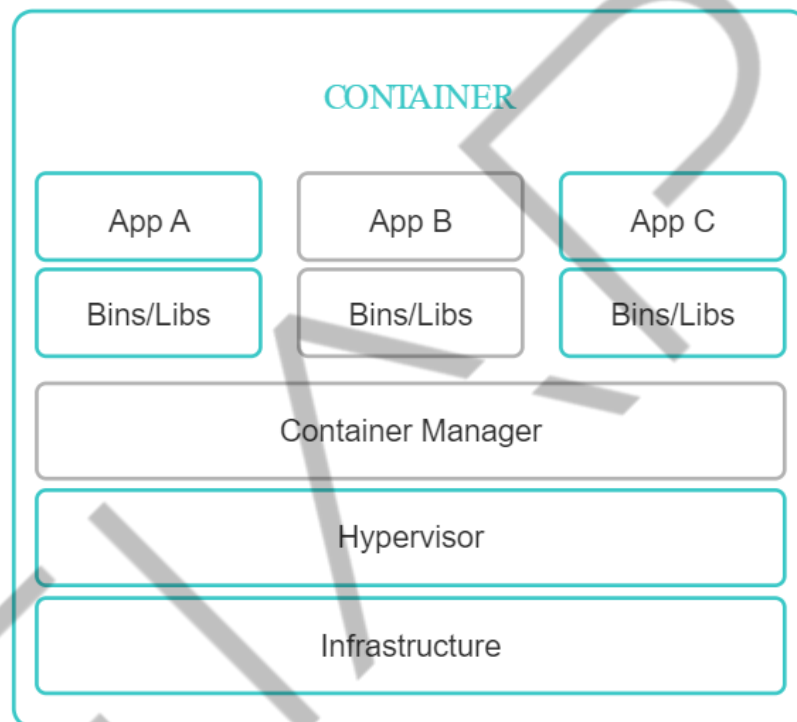 CONTAINER
App A
App B
App C
Bins/Libs
Bins/Libs
Bins/Libs
Container Manager
Hypervisor
Infrastructure